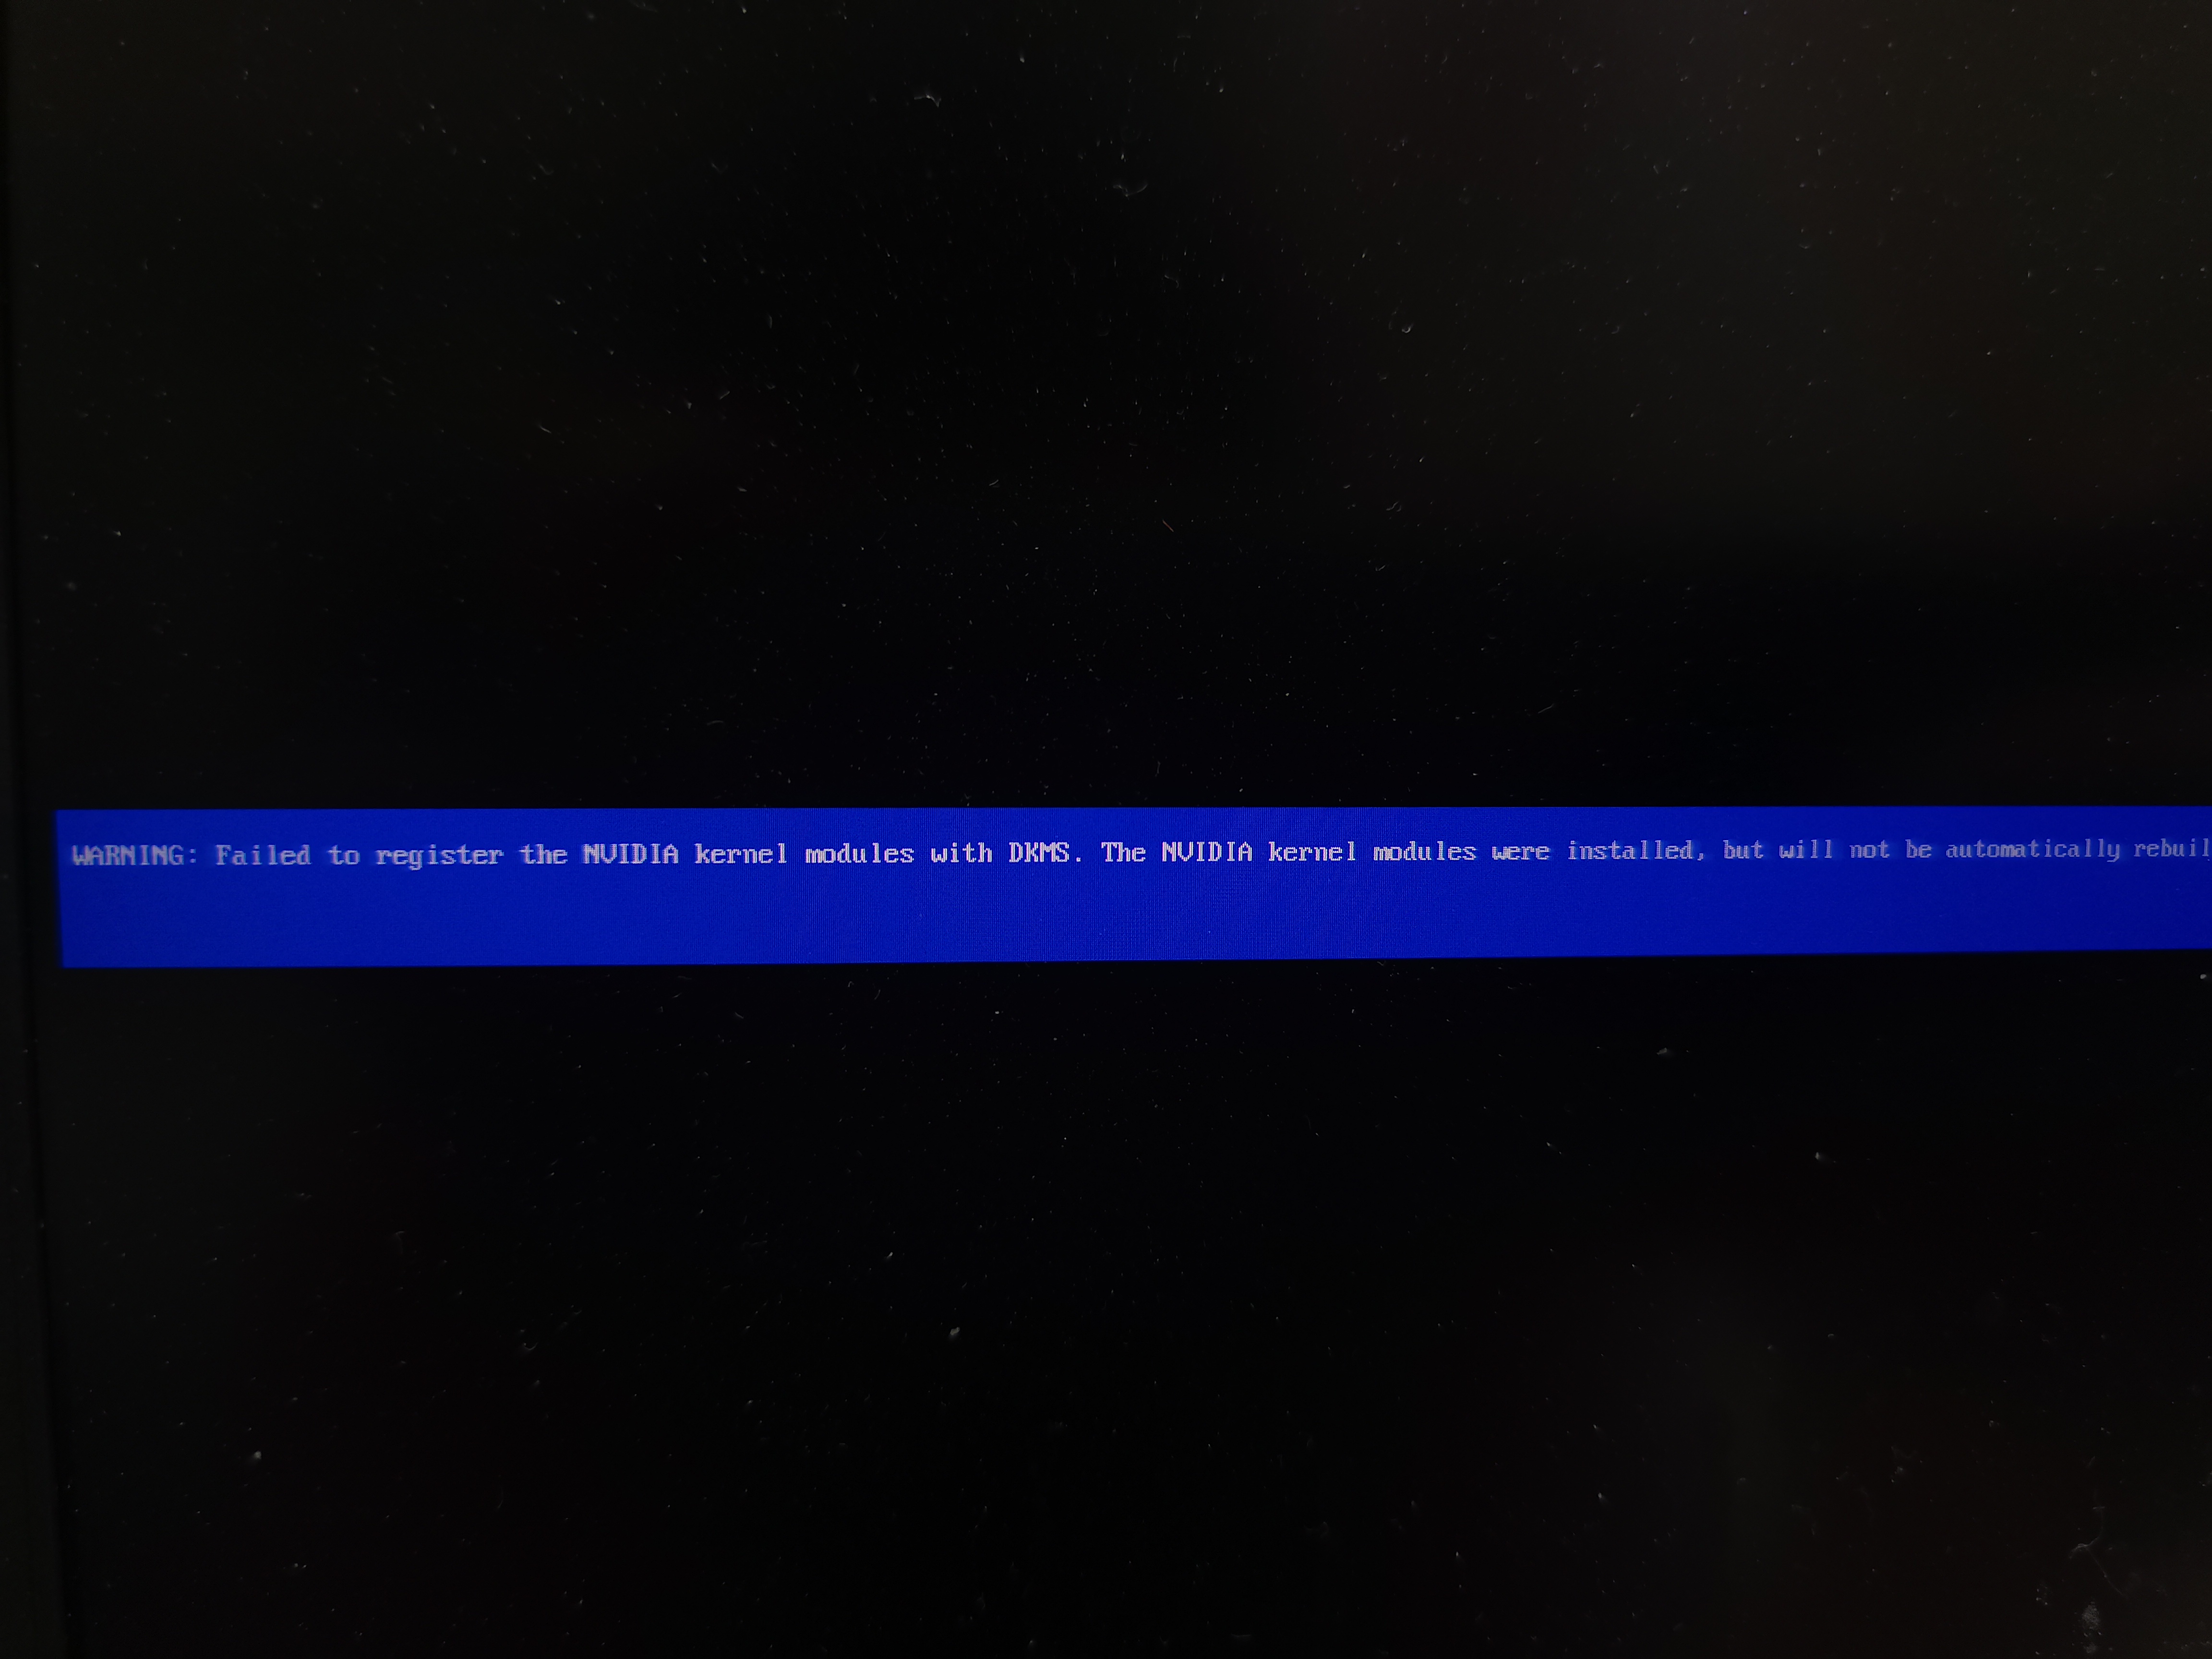 WARNING: Failed to register the NVIDIA kernel modules with DKMS. The NVIDIA kernel modules were installed, but will not be automatically rebuil